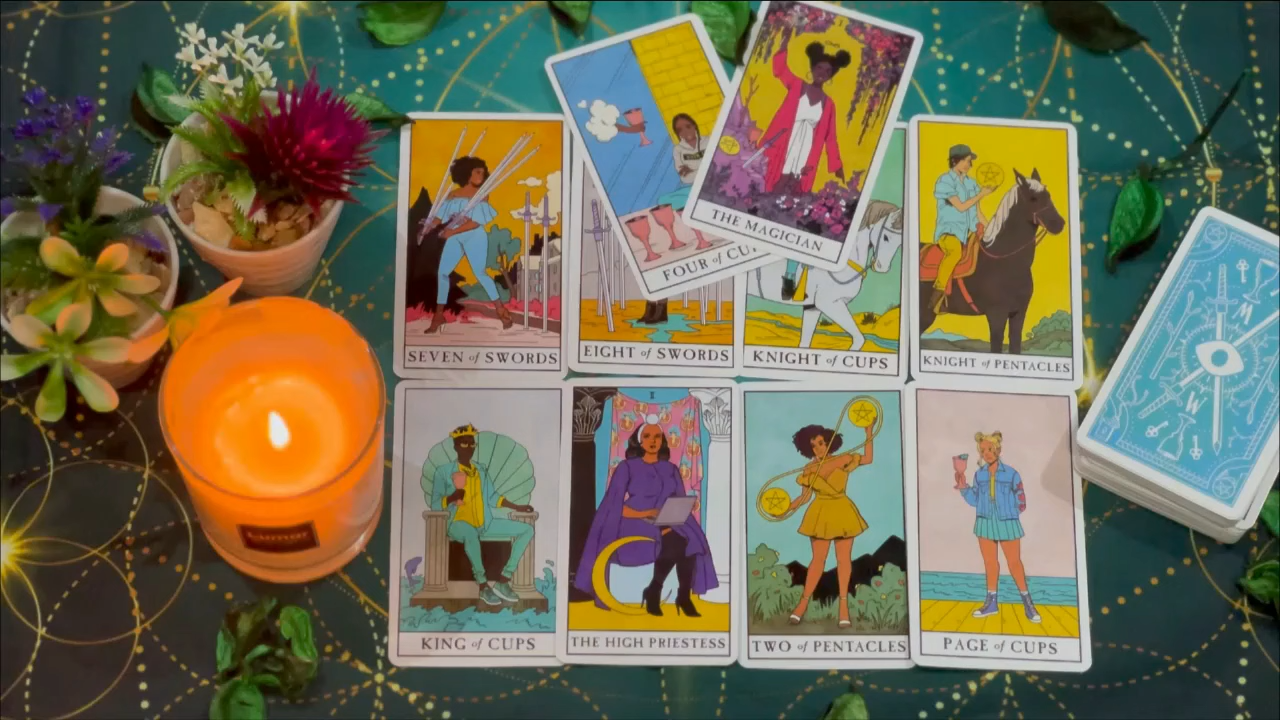 FOUR of CU
I
THE MAGICIAN
SEVEN of SWORDS
EIGHT of SWORDS
KNIGHT of CUPS
KNIGHT of PENTACLES
II
KING of CUPS
THE HIGH PRIESTESS
TWO of PENTACLES
PAGE of CUPS
M
W